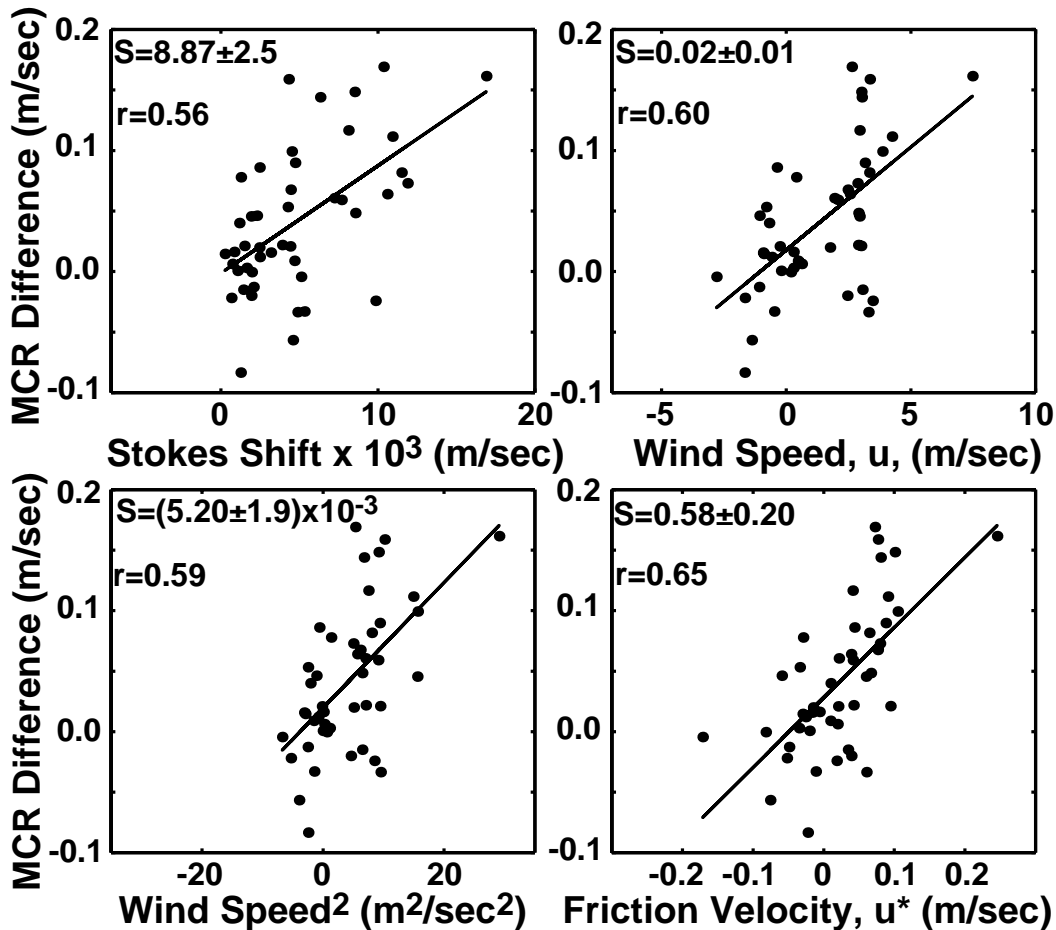 0.2
0.1
0.0
-0.1
MCR Difference (m/sec)
S=8.87±2.5
r=0.56
0 10 20
Stokes Shift x 10³ (m/sec)
0.2
0.1
0.0
-0.1
S=0.02±0.01
r=0.60
-5 0 5 10
Wind Speed, u, (m/sec)
0.2
0.1
0.0
-0.1
MCR Difference (m/sec)
S=(5.20±1.9)x10⁻³
r=0.59
-20 0 20
Wind Speed² (m²/sec²)
0.2
0.1
0.0
-0.1
S=0.58±0.20
r=0.65
-0.2 0 0.2
Friction Velocity, u* (m/sec)